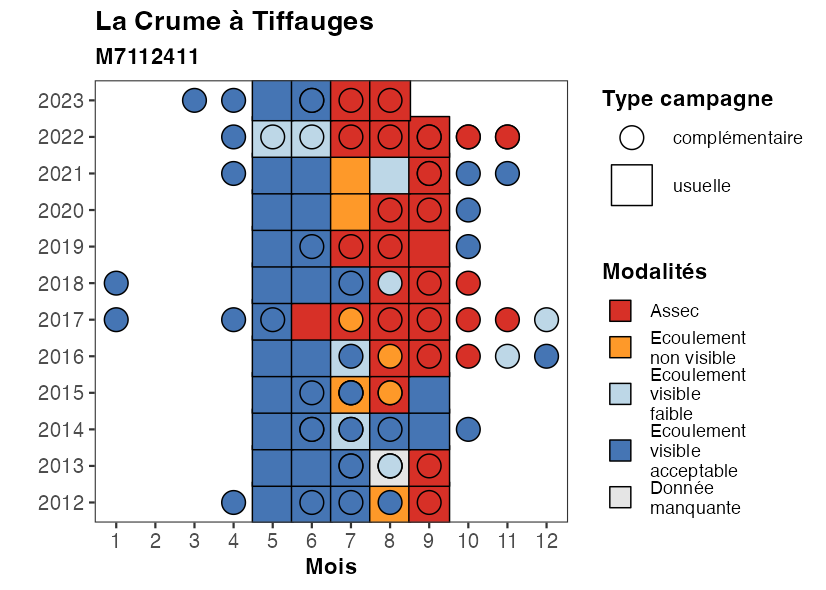 La Crume à Tiffauges
M7112411
2023
2022
2021
2020
2019
2018
2017
2016
2015
2014
2013
2012
1 2 3 4 5 6 7 8 9 10 11 12
Mois
Type campagne
complémentaire
usuelle
Modalités
Assec
Ecoulement
non visible
Ecoulement
visible
faible
Ecoulement
visible
acceptable
Donnée
manquante